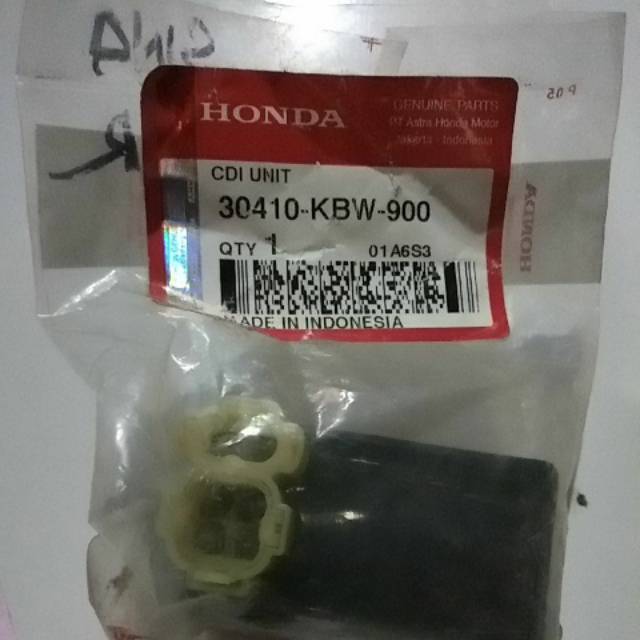 HONDA
GENUINE PARTS
PT Astra Honda Motor
Jakarta - Indonesia
CDI UNIT
30410-KBW-900
QTY 1
01A6S3
MADE IN INDONESIA
HONDA